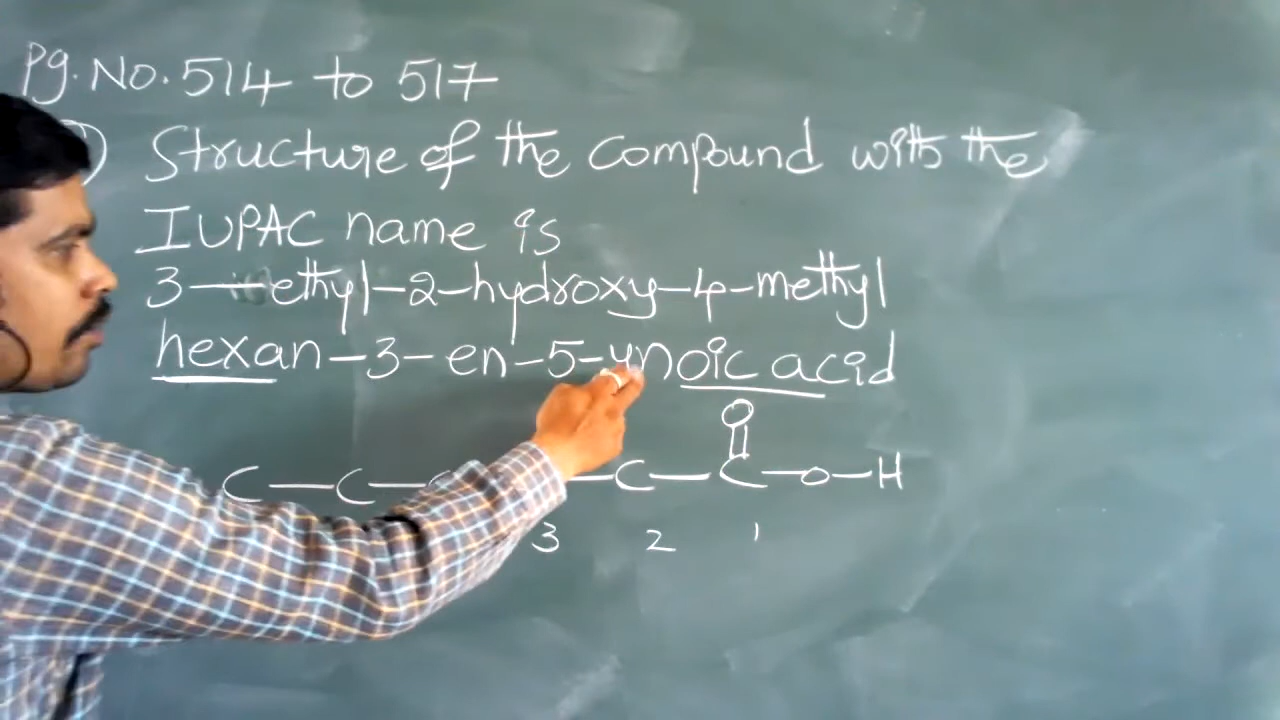 Pg. No. 514 to 517
) Structure of the compound with the
IUPAC name is
3-ethyl-2-hydroxy-4-methyl
hexan-3-en-5-ynoic acid
O
C-C-C-C-C-O-H
3 2 1